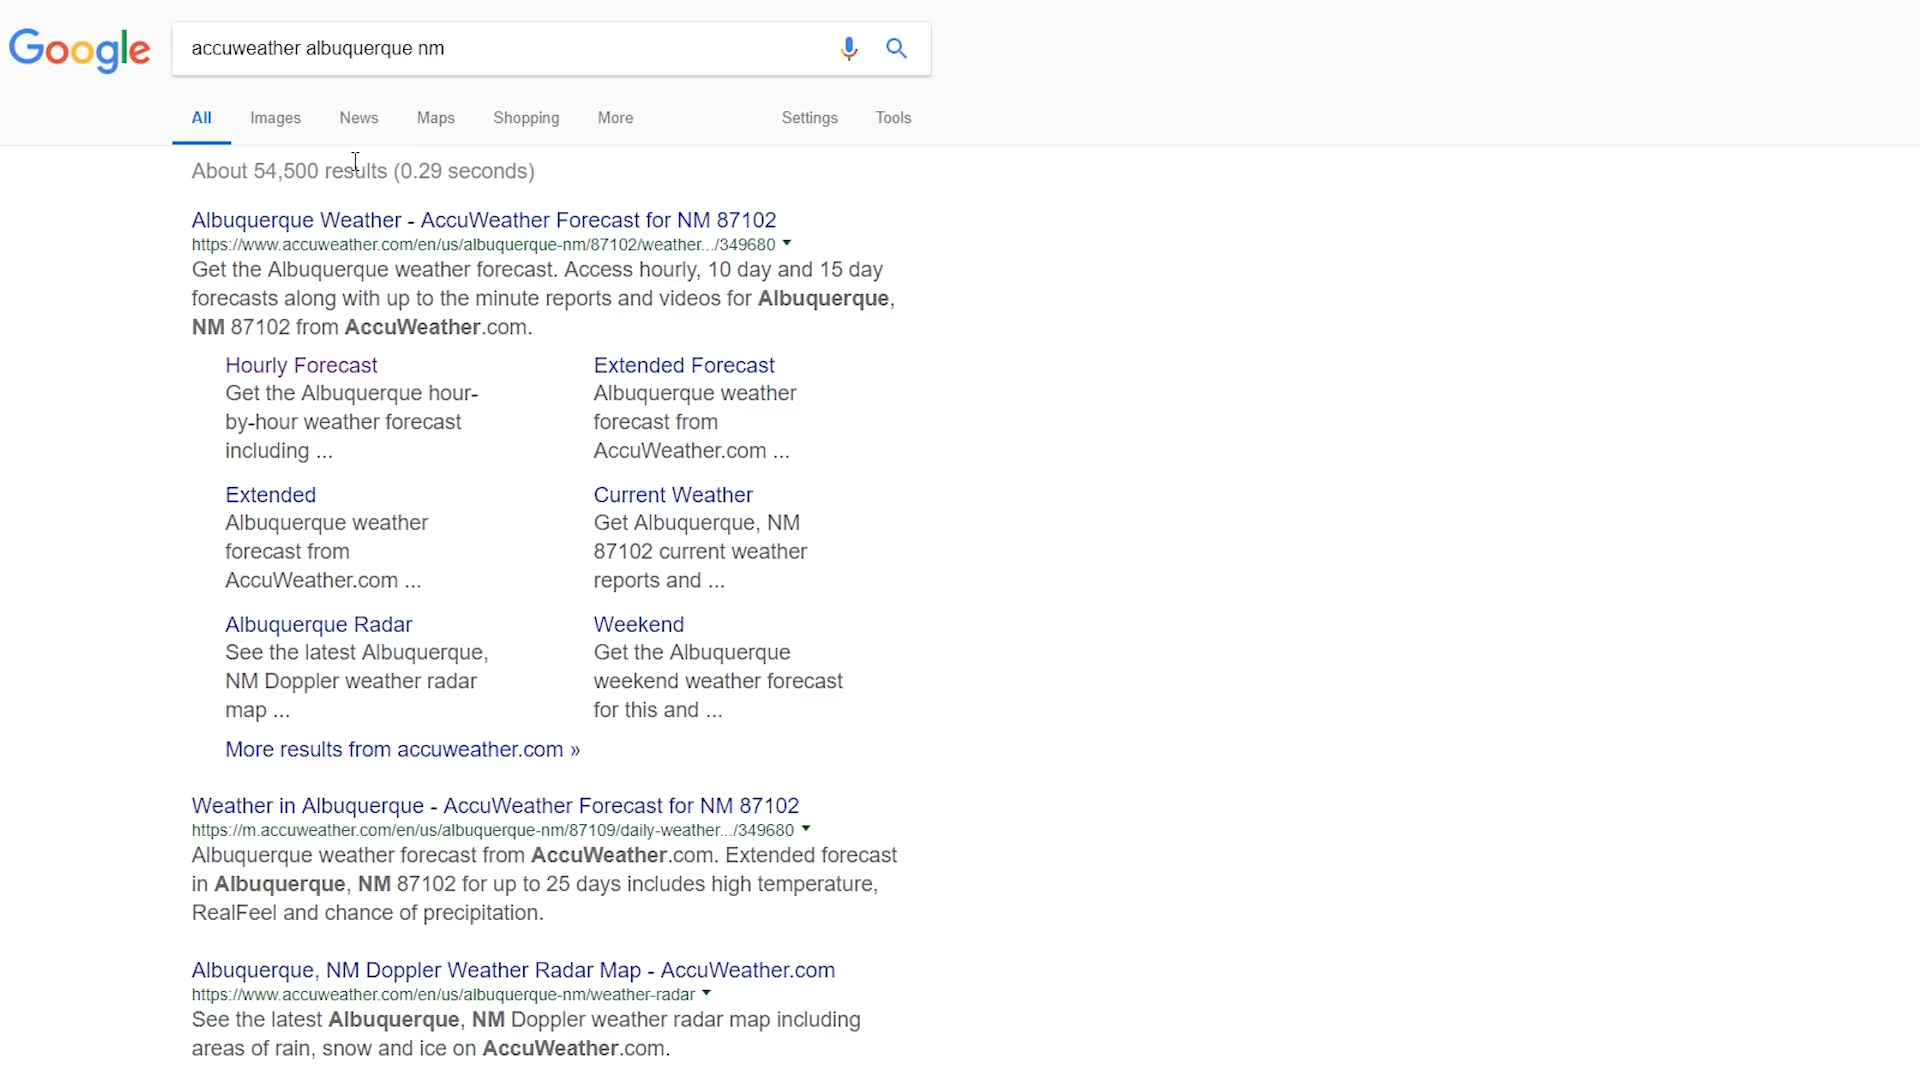 Google
accuweather albuquerque nm
All Images News Maps Shopping More Settings Tools
About 54,500 results (0.29 seconds)
Albuquerque Weather - AccuWeather Forecast for NM 87102
https://www.accuweather.com/en/us/albuquerque-nm/87102/weather.../349680
Get the Albuquerque weather forecast. Access hourly, 10 day and 15 day
forecasts along with up to the minute reports and videos for Albuquerque,
NM 87102 from AccuWeather.com.
Hourly Forecast
Get the Albuquerque hour-
by-hour weather forecast
including ...
Extended Forecast
Albuquerque weather
forecast from
AccuWeather.com ...
Extended
Albuquerque weather
forecast from
AccuWeather.com ...
Current Weather
Get Albuquerque, NM
87102 current weather
reports and ...
Albuquerque Radar
See the latest Albuquerque,
NM Doppler weather radar
map ...
Weekend
Get the Albuquerque
weekend weather forecast
for this and ...
More results from accuweather.com »
Weather in Albuquerque - AccuWeather Forecast for NM 87102
https://m.accuweather.com/en/us/albuquerque-nm/87109/daily-weather.../349680
Albuquerque weather forecast from AccuWeather.com. Extended forecast
in Albuquerque, NM 87102 for up to 25 days includes high temperature,
RealFeel and chance of precipitation.
Albuquerque, NM Doppler Weather Radar Map - AccuWeather.com
https://www.accuweather.com/en/us/albuquerque-nm/weather-radar
See the latest Albuquerque, NM Doppler weather radar map including
areas of rain, snow and ice on AccuWeather.com.